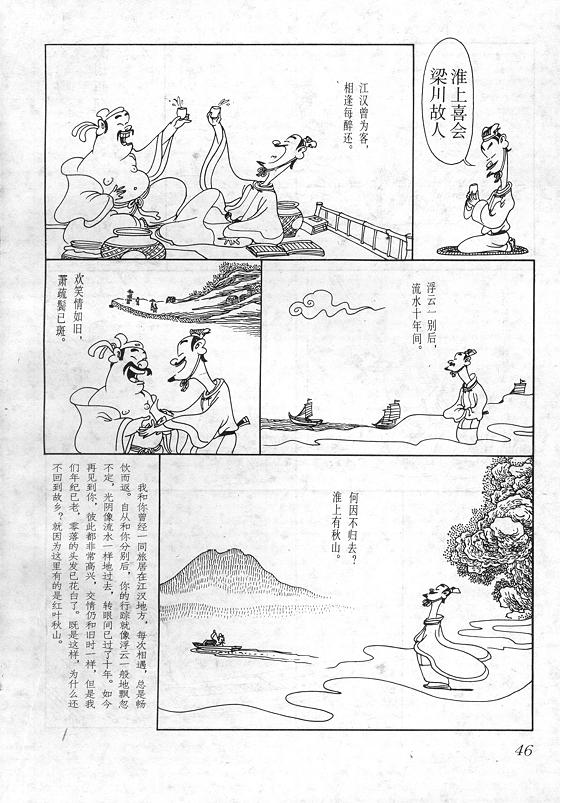 淮上喜会
梁川故人
江汉曾为客，
相逢每醉还。
浮云一别后，
流水十年间。
欢笑情如旧，
萧疏鬓已斑。
何因不归去？
淮上有秋山。
我和你曾经一同旅居在江汉地方，每次相遇，总是畅
饮而返。自从和你分别后，你的行踪就像浮云一般地飘忽
不定，光阴像流水一样地过去，转眼间已过了十年。如今
再见到你，彼此都非常高兴，交情仍和旧时一样，但是我
们年纪已老，零落的头发已花白了。既是这样，为什么还
不回到故乡？就因为这里有的是红叶秋山。
46